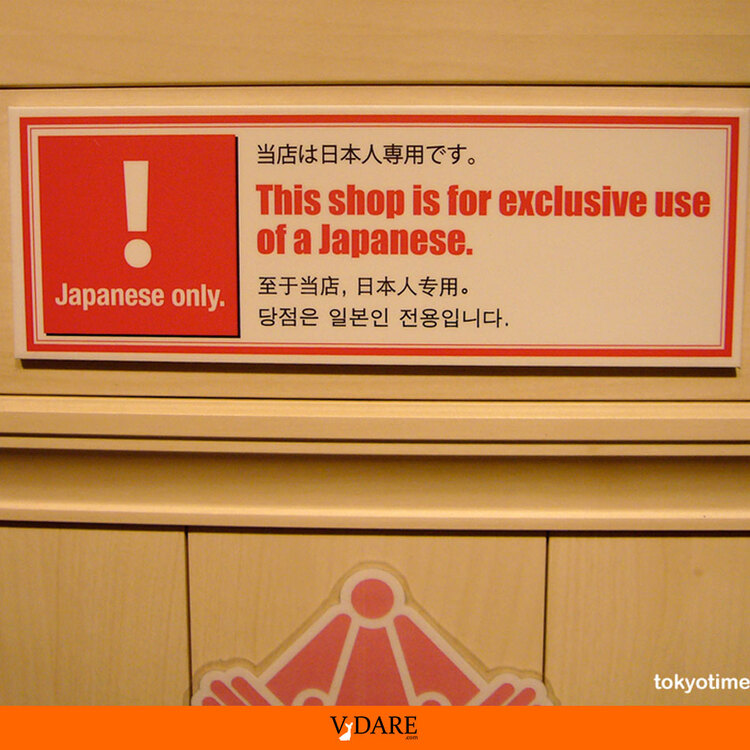 当店は日本人専用です。
!
Japanese only.
This shop is for exclusive use
of a Japanese.
至于当店, 日本人专用。
당점은 일본인 전용입니다.
tokyotime
VDARE
.com